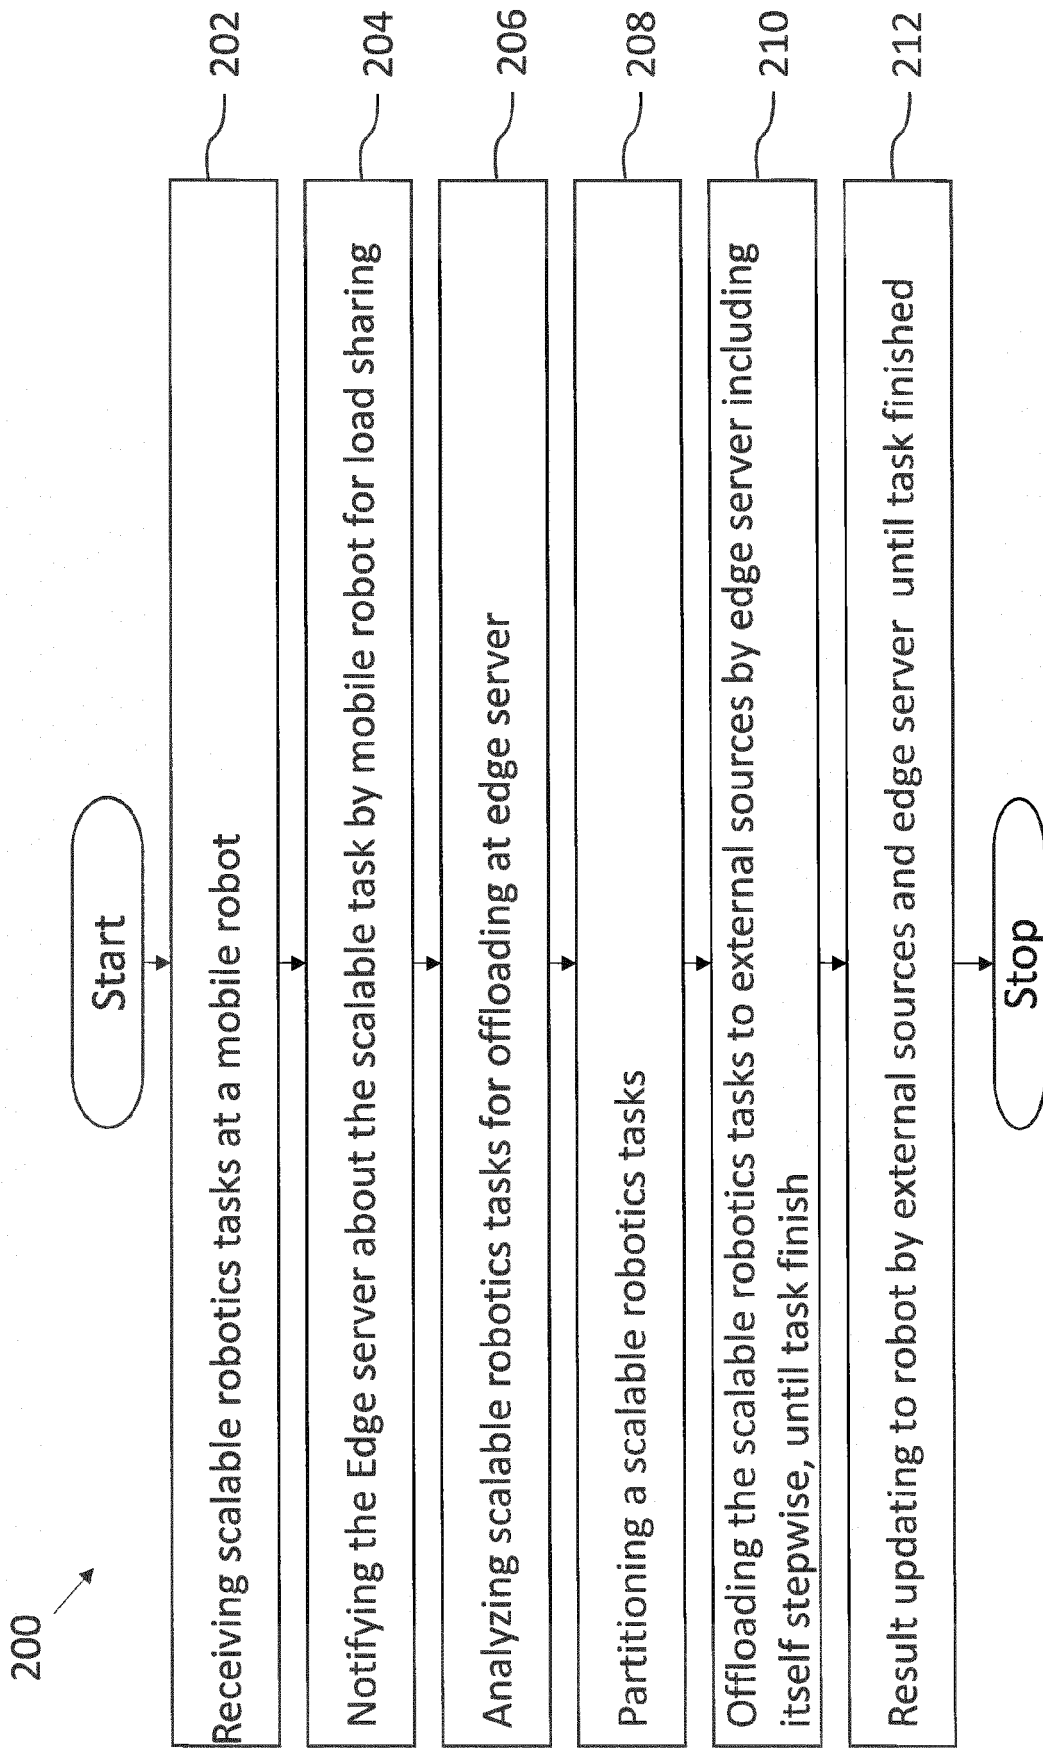 200
Start
Receiving scalable robotics tasks at a mobile robot
202
Notifying the Edge server about the scalable task by mobile robot for load sharing
204
Analyzing scalable robotics tasks for offloading at edge server
206
Partitioning a scalable robotics tasks
208
Offloading the scalable robotics tasks to external sources by edge server including
itself stepwise, until task finish
210
Result updating to robot by external sources and edge server until task finished
212
Stop